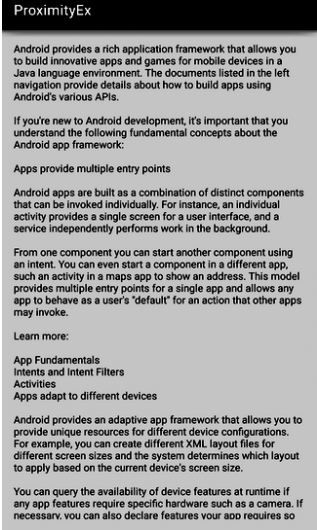 ProximityEx
Android provides a rich application framework that allows you
to build innovative apps and games for mobile devices in a
Java language environment. The documents listed in the left
navigation provide details about how to build apps using
Android's various APIs.
If you're new to Android development, it's important that you
understand the following fundamental concepts about the
Android app framework:
Apps provide multiple entry points
Android apps are built as a combination of distinct components
that can be invoked individually. For instance, an individual
activity provides a single screen for a user interface, and a
service independently performs work in the background.
From one component you can start another component using
an intent. You can even start a component in a different app,
such an activity in a maps app to show an address. This model
provides multiple entry points for a single app and allows any
app to behave as a user's "default" for an action that other apps
may invoke.
Learn more:
App Fundamentals
Intents and Intent Filters
Activities
Apps adapt to different devices
Android provides an adaptive app framework that allows you to
provide unique resources for different device configurations.
For example, you can create different XML layout files for
different screen sizes and the system determines which layout
to apply based on the current device's screen size.
You can query the availability of device features at runtime if
any app features require specific hardware such as a camera. If
necessary, you can also declare features your app requires so